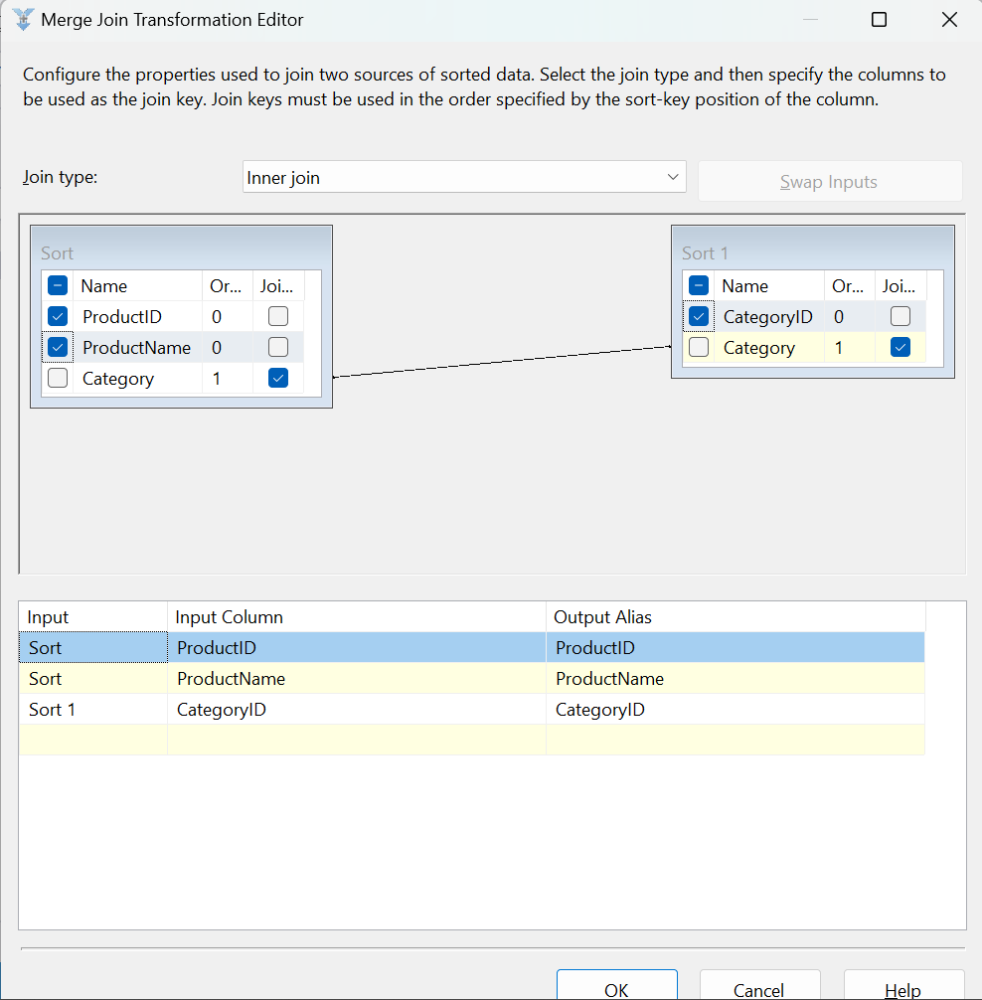 Merge Join Transformation Editor
Configure the properties used to join two sources of sorted data. Select the join type and then specify the columns to
be used as the join key. Join keys must be used in the order specified by the sort-key position of the column.
Join type:
Inner join
Swap Inputs
Sort
Name Or... Joi...
ProductID 0
ProductName 0
Category 1
Sort 1
Name Or... Joi...
CategoryID 0
Category 1
Input Input Column Output Alias
Sort ProductID ProductID
Sort ProductName ProductName
Sort 1 CategoryID CategoryID
OK Cancel Help